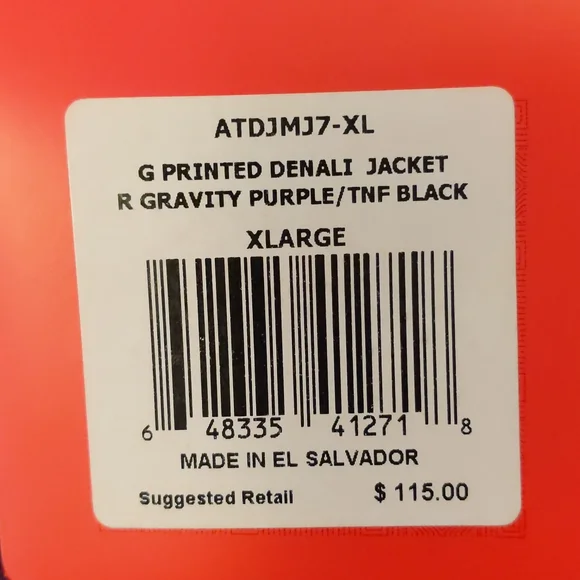 ATDJMJ7-XL
G PRINTED DENALI JACKET
R GRAVITY PURPLE/TNF BLACK
XLARGE
6 48335 41271 8
MADE IN EL SALVADOR
Suggested Retail $ 115.00